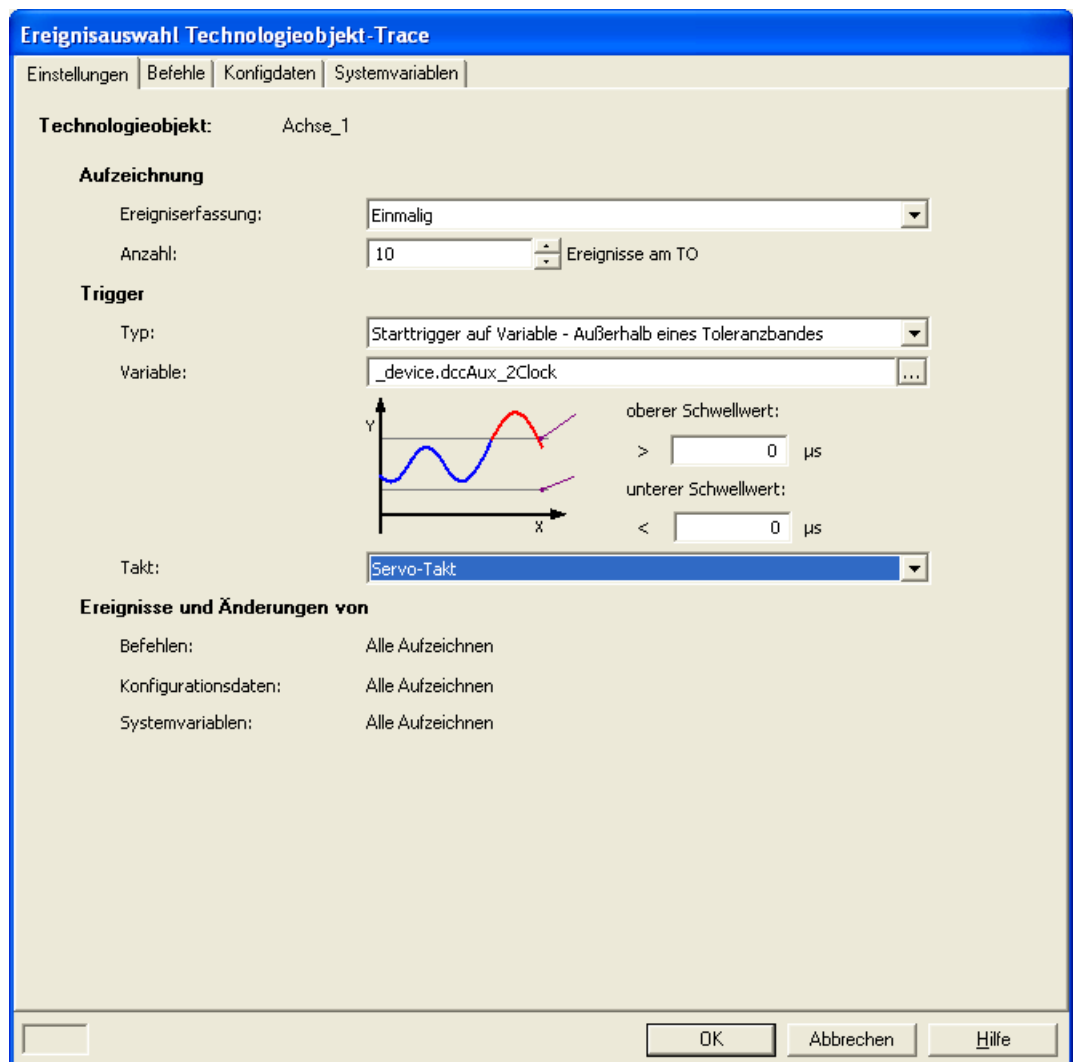 Ereignisauswahl Technologieobjekt-Trace
Einstellungen Befehle Konfigdaten Systemvariablen
Technologieobjekt: Achse_1
Aufzeichnung
Ereigniserfassung: Einmalig
Anzahl: 10 Ereignisse am TO
Trigger
Typ: Starttrigger auf Variable - Außerhalb eines Toleranzbandes
Variable: _device.dccAux_2Clock ...
Y
oberer Schwellwert:
> 0 µs
unterer Schwellwert:
X
< 0 µs
Takt: Servo-Takt
Ereignisse und Änderungen von
Befehlen: Alle Aufzeichnen
Konfigurationsdaten: Alle Aufzeichnen
Systemvariablen: Alle Aufzeichnen
OK Abbrechen Hilfe